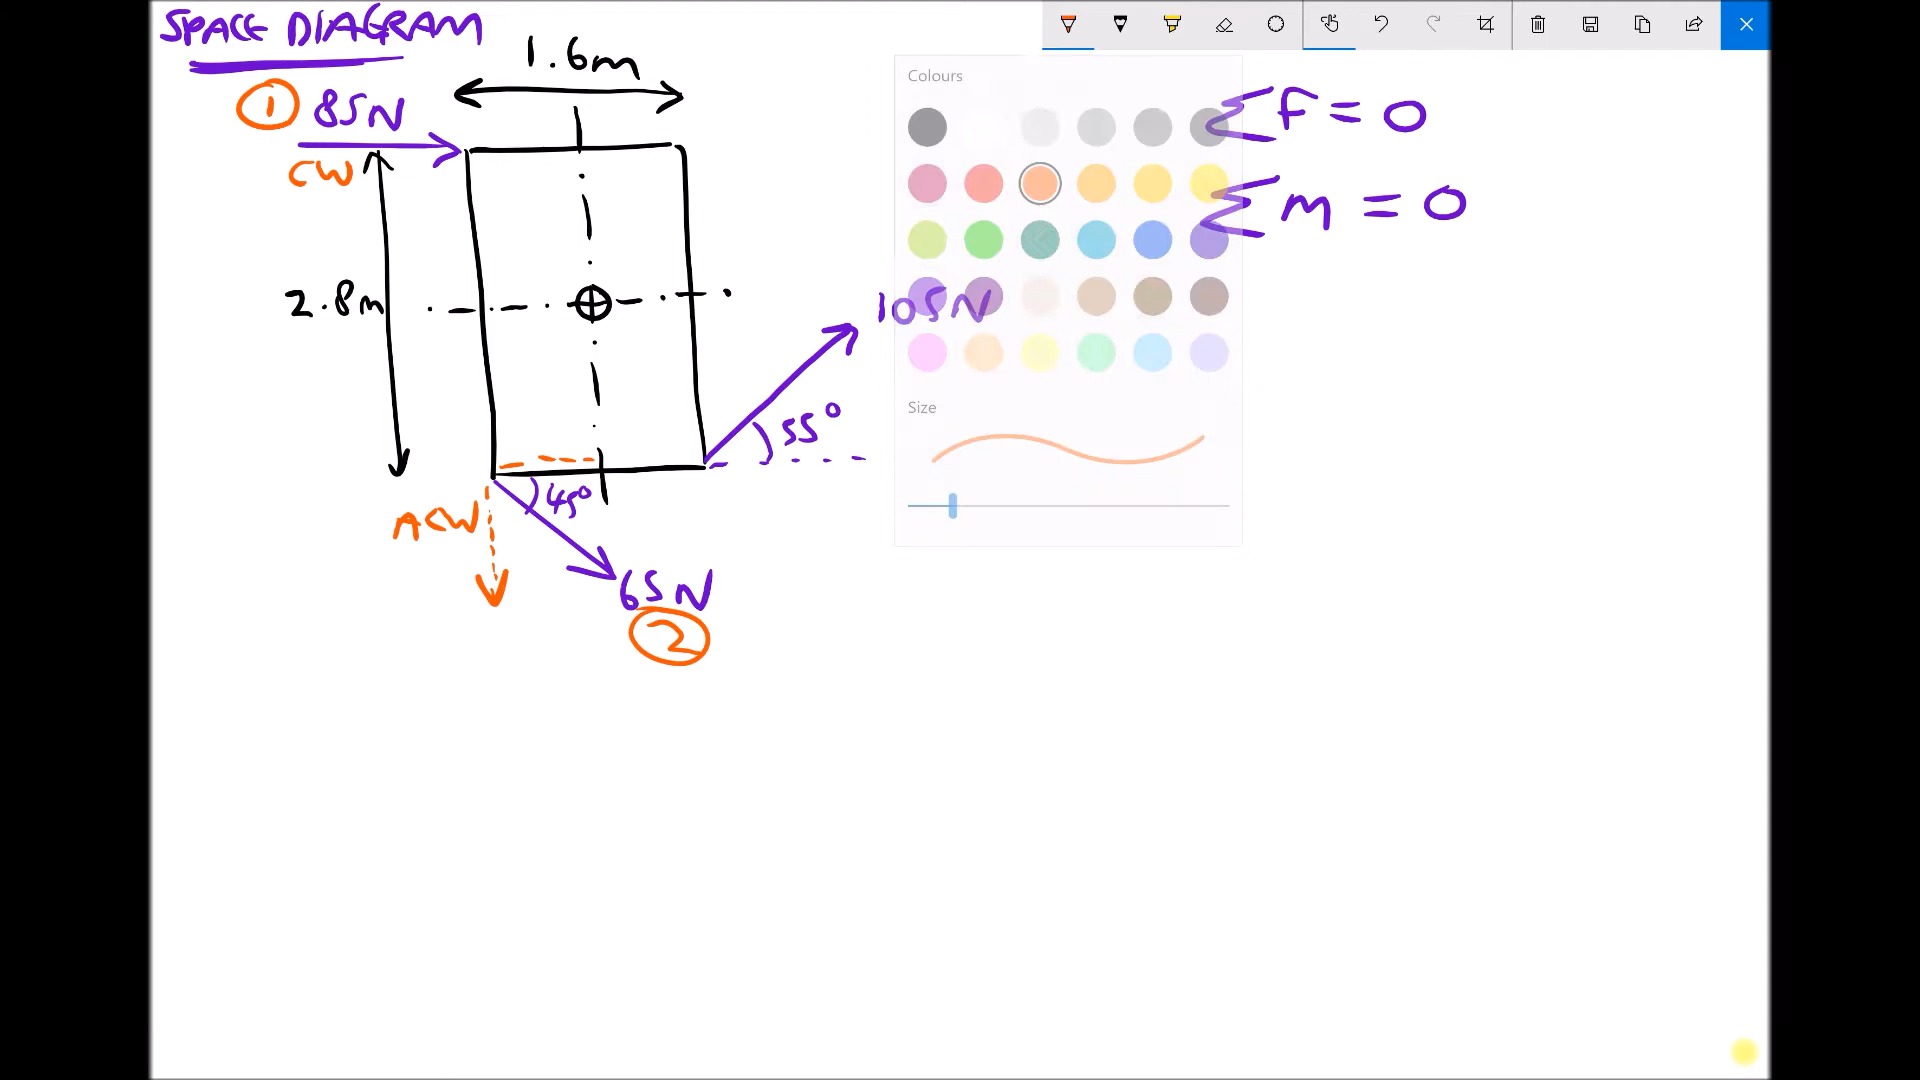 SPACE DIAGRAM
1.6m
① 85N
CW
2.8m
105N
55°
45°
ACW
65N
②
Colours
Size
ΣF = 0
Σm = 0